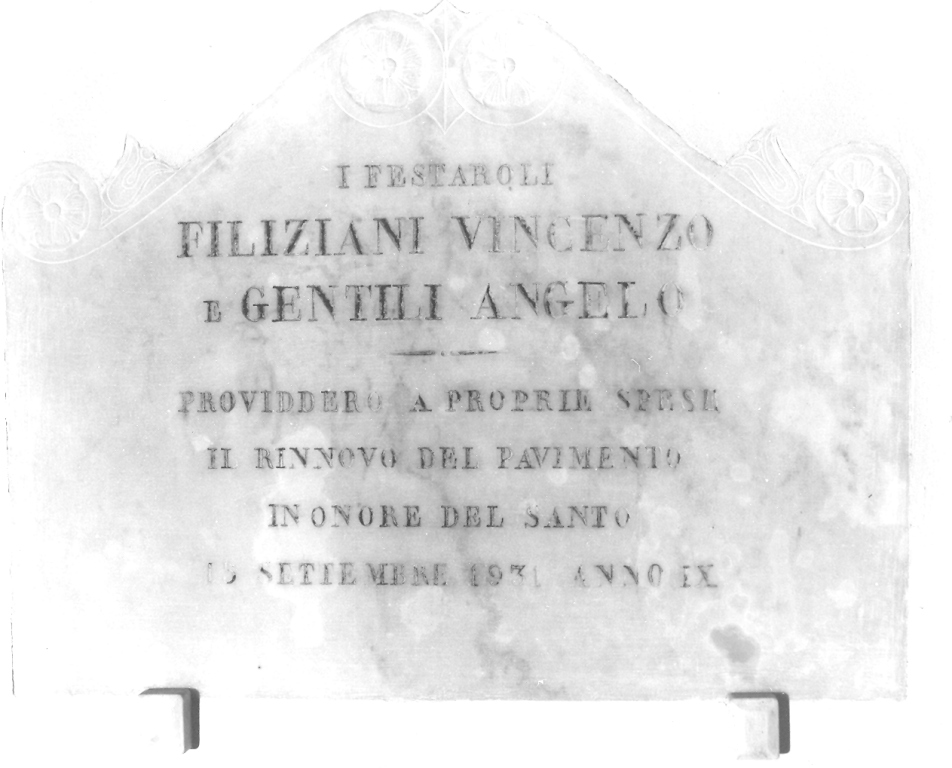 I FESTAROLI
FILIZIANI VINCENZO
E GENTILI ANGELO
PROVIDDERO A PROPRIE SPESE
IL RINNOVO DEL PAVIMENTO
IN ONORE DEL SANTO
SETTEMBRE 1931 ANNO IX